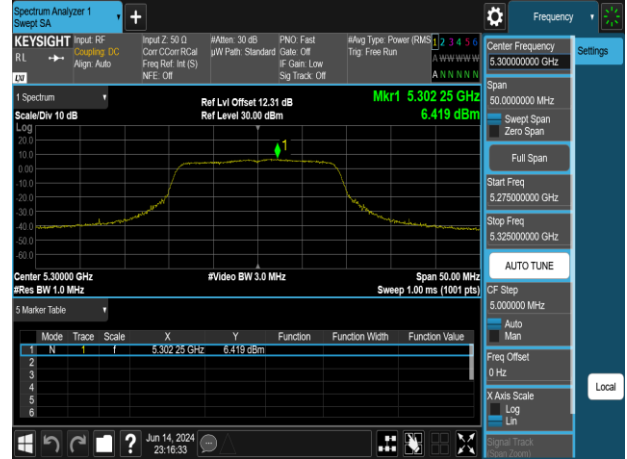 Spectrum Analyzer 1
Swept SA
Frequency
KEYSIGHT
R L
LXI
Input: RF
Coupling: DC
Align: Auto
Input Z: 50 Ω
Corr CCorr RCal
Freq Ref: Int (S)
NFE: Off
#Atten: 30 dB
µW Path: Standard
PNO: Fast
Gate: Off
IF Gain: Low
Sig Track: Off
#Avg Type: Power (RMS
Trig: Free Run
1 2 3 4 5 6
A W W W W W
A N N N N N
1 Spectrum
Scale/Div 10 dB
Ref Lvl Offset 12.31 dB
Ref Level 30.00 dBm
Mkr1 5.302 25 GHz
6.419 dBm
Log
20.0
10.0
0.00
-10.0
-20.0
-30.0
-40.0
-50.0
-60.0
1
Center 5.30000 GHz
#Res BW 1.0 MHz
#Video BW 3.0 MHz
Span 50.00 MHz
Sweep 1.00 ms (1001 pts)
5 Marker Table
Mode Trace Scale X Y Function Function Width Function Value
1 N 1 f 5.302 25 GHz 6.419 dBm
2
3
4
5
6
Jun 14, 2024
23:16:33
Center Frequency
5.300000000 GHz
Span
50.0000000 MHz
Swept Span
Zero Span
Full Span
Start Freq
5.275000000 GHz
Stop Freq
5.325000000 GHz
AUTO TUNE
CF Step
5.000000 MHz
Auto
Man
Freq Offset
0 Hz
X Axis Scale
Log
Lin
Signal Track
(Span Zoom)
Settings
Local